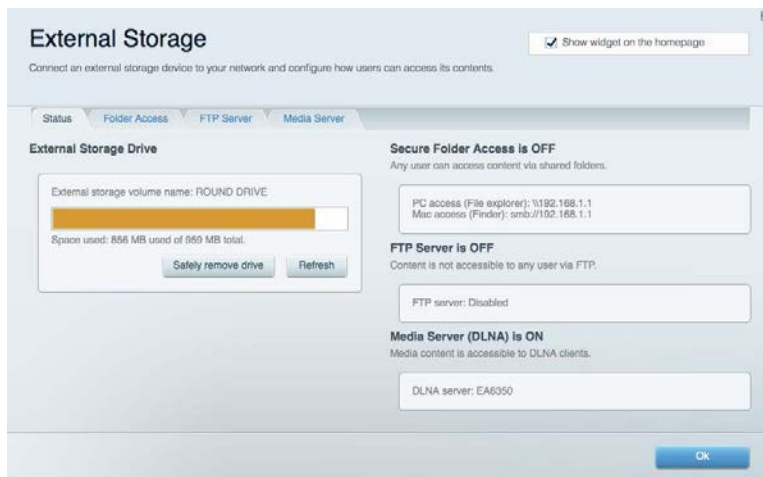 External Storage
Show widget on the homepage
Connect an external storage device to your network and configure how users can access its contents.
Status
Folder Access
FTP Server
Media Server
External Storage Drive
External storage volume name: ROUND DRIVE
Space used: 856 MB used of 959 MB total.
Safely remove drive
Refresh
Secure Folder Access is OFF
Any user can access content via shared folders.
PC access (File explorer): \\192.168.1.1
Mac access (Finder): smb://192.168.1.1
FTP Server is OFF
Content is not accessible to any user via FTP.
FTP server: Disabled
Media Server (DLNA) is ON
Media content is accessible to DLNA clients.
DLNA server: EA6350
Ok